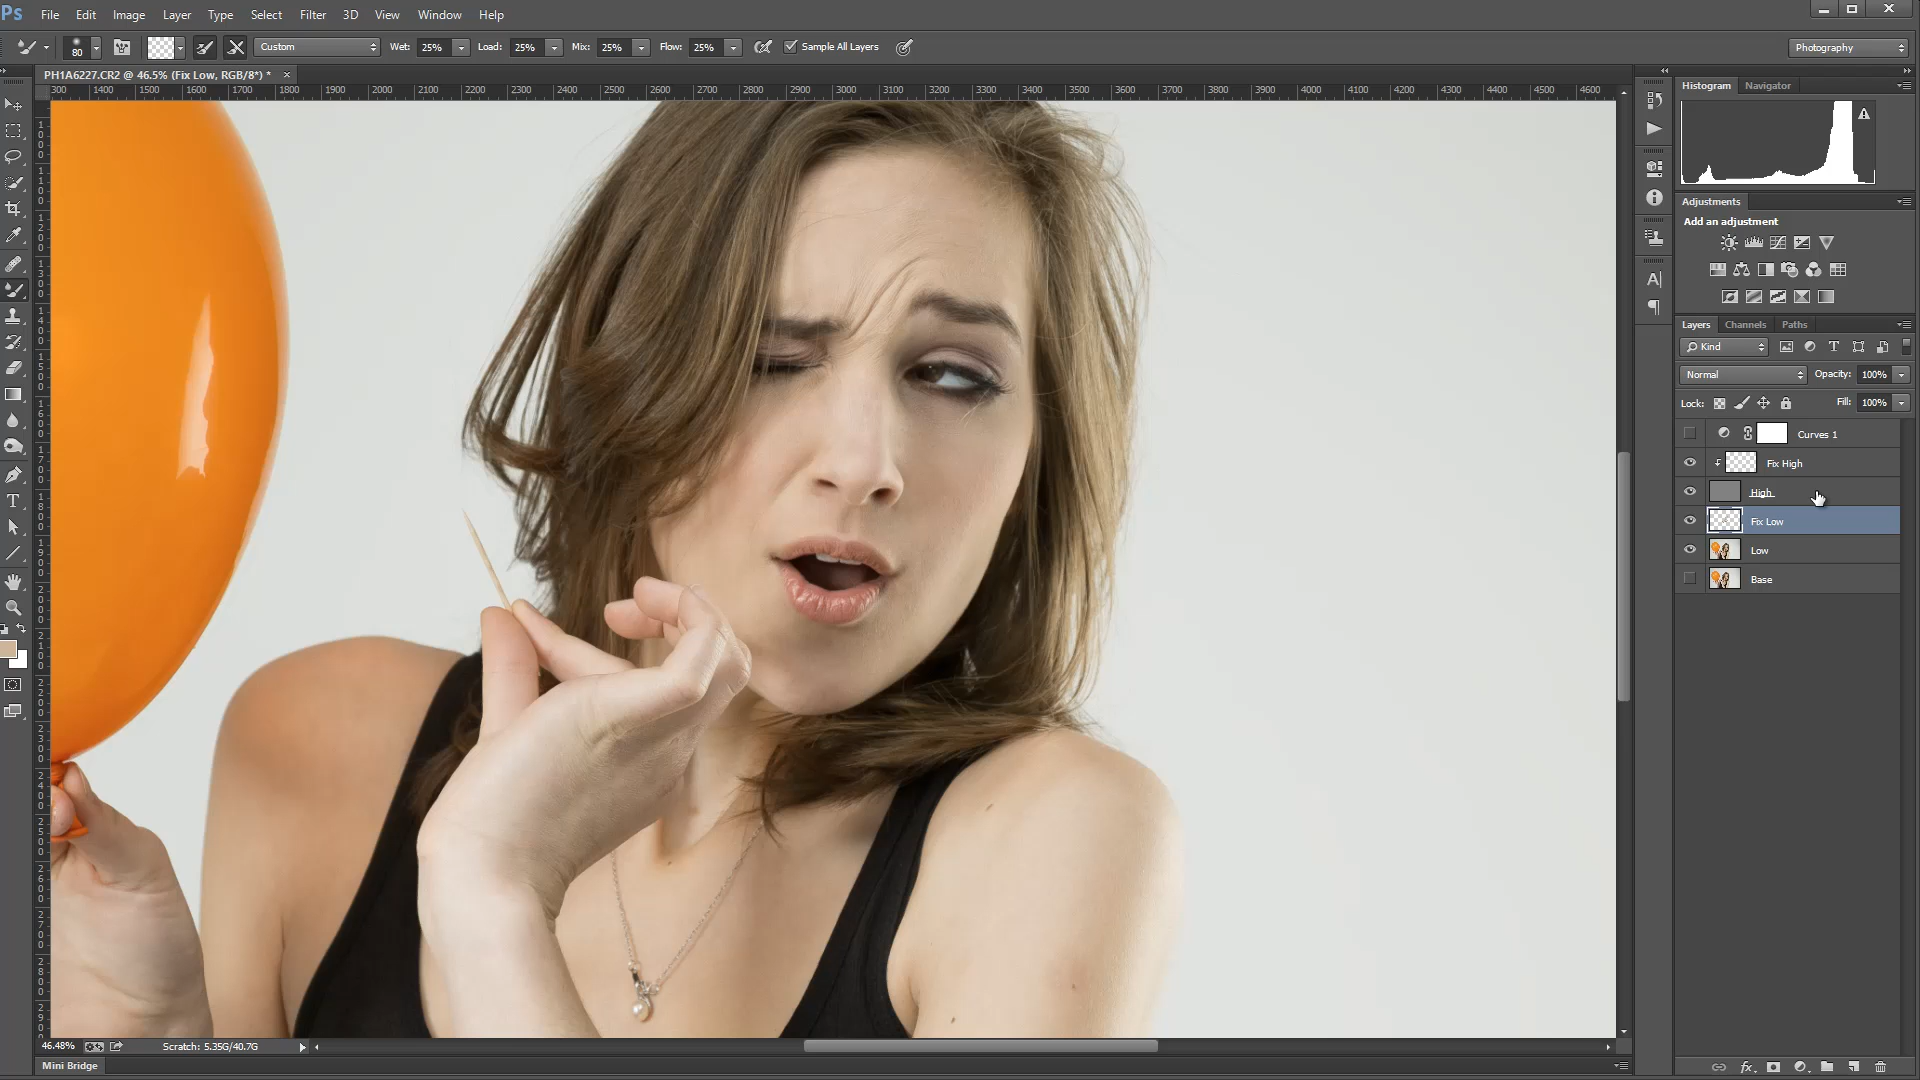 Ps File Edit Image Layer Type Select Filter 3D View Window Help
80 Custom Wet: 25% Load: 25% Mix: 25% Flow: 25% Sample All Layers Photography
PH1A6227.CR2 @ 46.5% (Fix Low, RGB/8*) * ×
300 1400 1500 1600 1700 1800 1900 2000 2100 2200 2300 2400 2500 2600 2700 2800 2900 3000 3100 3200 3300 3400 3500 3600 3700 3800 3900 4000 4100 4200 4300 4400 4500 4600
Histogram Navigator
Adjustments
Add an adjustment
Layers Channels Paths
Kind
Normal Opacity: 100%
Lock: Fill: 100%
Curves 1
Fix High
High
Fix Low
Low
Base
46.48% Scratch: 5.35G/40.7G
Mini Bridge